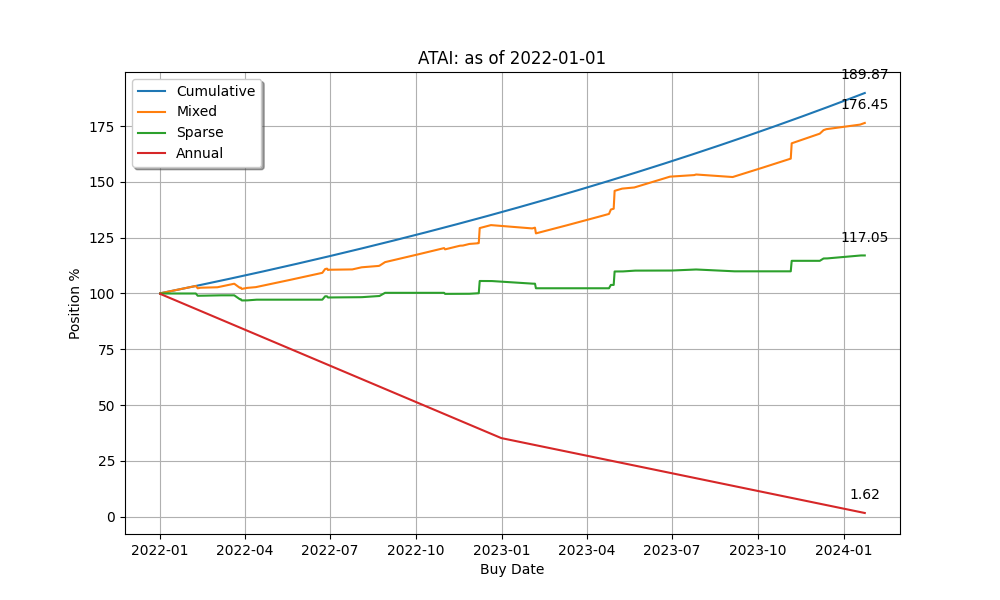 ATAI: as of 2022-01-01
Cumulative
Mixed
Sparse
Annual
189.87
176.45
117.05
1.62
175
150
125
100
75
50
25
0
Position %
2022-01 2022-04 2022-07 2022-10 2023-01 2023-04 2023-07 2023-10 2024-01
Buy Date